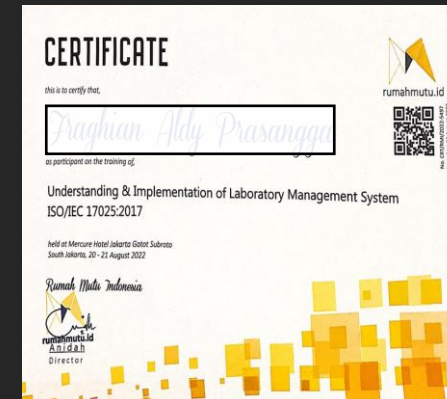 CERTIFICATE
rumahmutu.id
this is to certify that,
Fraghian Aldy Prasangga
as participant on the training of,
Understanding & Implementation of Laboratory Management System
ISO/IEC 17025:2017
held at Mercure Hotel Jakarta Gatot Subroto
South Jakarta, 20 - 21 August 2022
Rumah Mutu Indonesia
rumahmutu.id
Anidah
Director